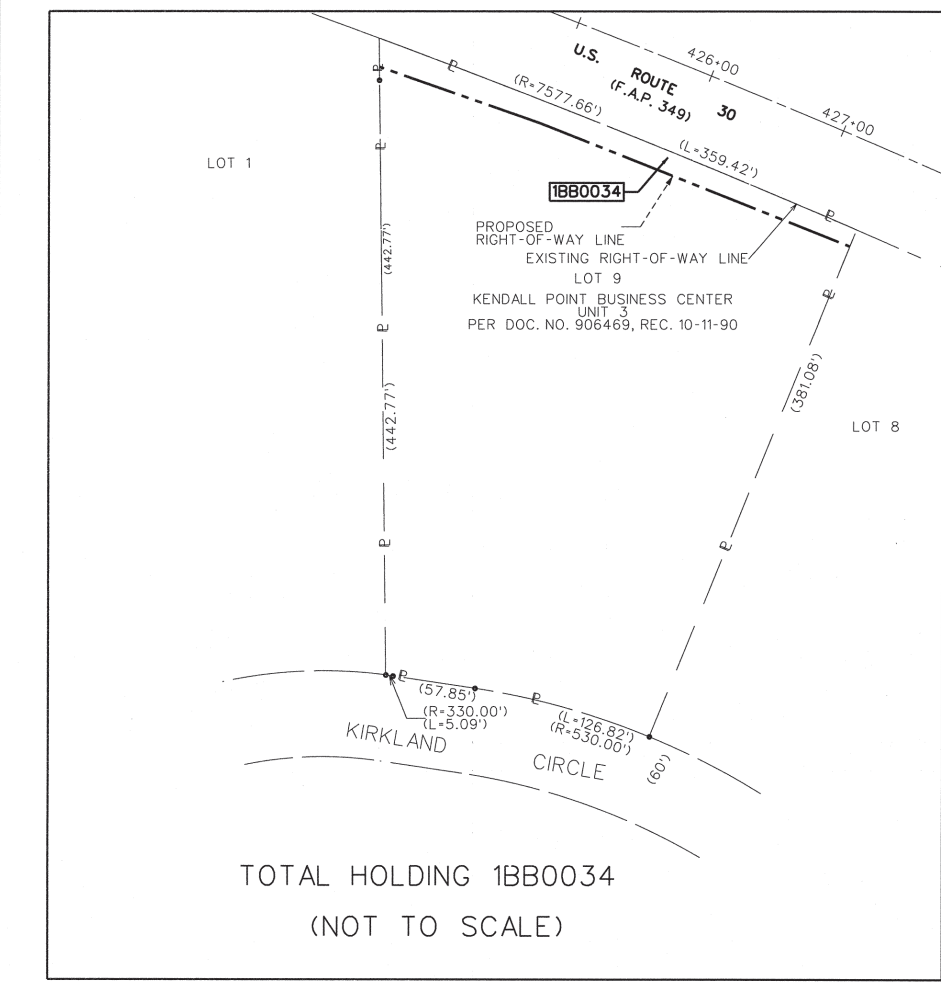 U.S. ROUTE 30
(F.A.P. 349)
426+00
427+00
(R=7577.66')
(L=359.42')
LOT 1
1BB0034
PROPOSED
RIGHT-OF-WAY LINE
EXISTING RIGHT-OF-WAY LINE
LOT 9
KENDALL POINT BUSINESS CENTER
UNIT 3
PER DOC. NO. 906469, REC. 10-11-90
(442.77')
(442.77')
(381.08')
LOT 8
(57.85')
(R=330.00')
(L=5.09')
(L=126.82')
(R=530.00')
KIRKLAND CIRCLE
(60')
TOTAL HOLDING 1BB0034
(NOT TO SCALE)